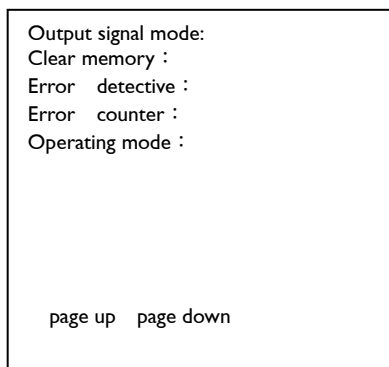 Output signal mode:
Clear memory：
Error detective：
Error counter：
Operating mode：
page up page down